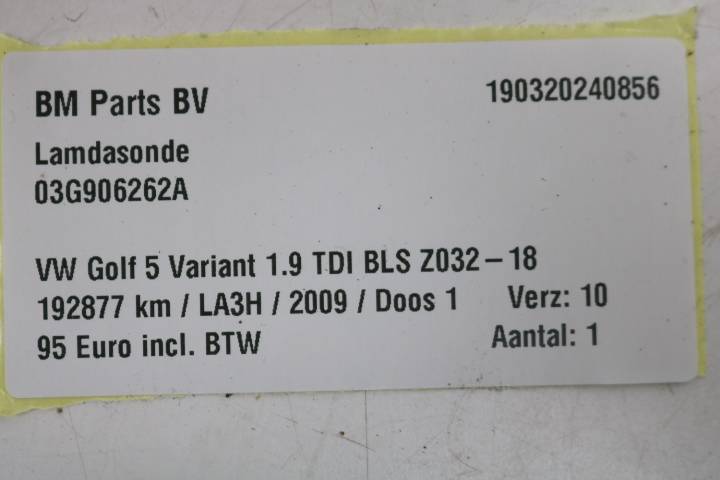 BM Parts BV 190320240856
Lamdasonde
03G906262A
VW Golf 5 Variant 1.9 TDI BLS Z032-18
192877 km / LA3H / 2009 / Doos 1 Verz: 10
95 Euro incl. BTW Aantal: 1